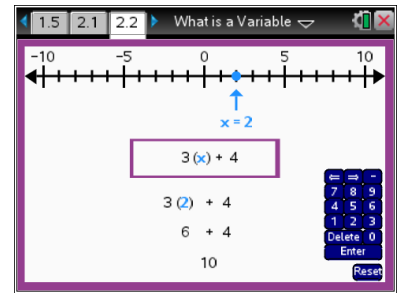 1.5 2.1 2.2 What is a Variable
-10 -5 0 5 10
x = 2
3 (x) + 4
3 (2) + 4
6 + 4
10
← → -
7 8 9
4 5 6
1 2 3
Delete 0
Enter
Reset